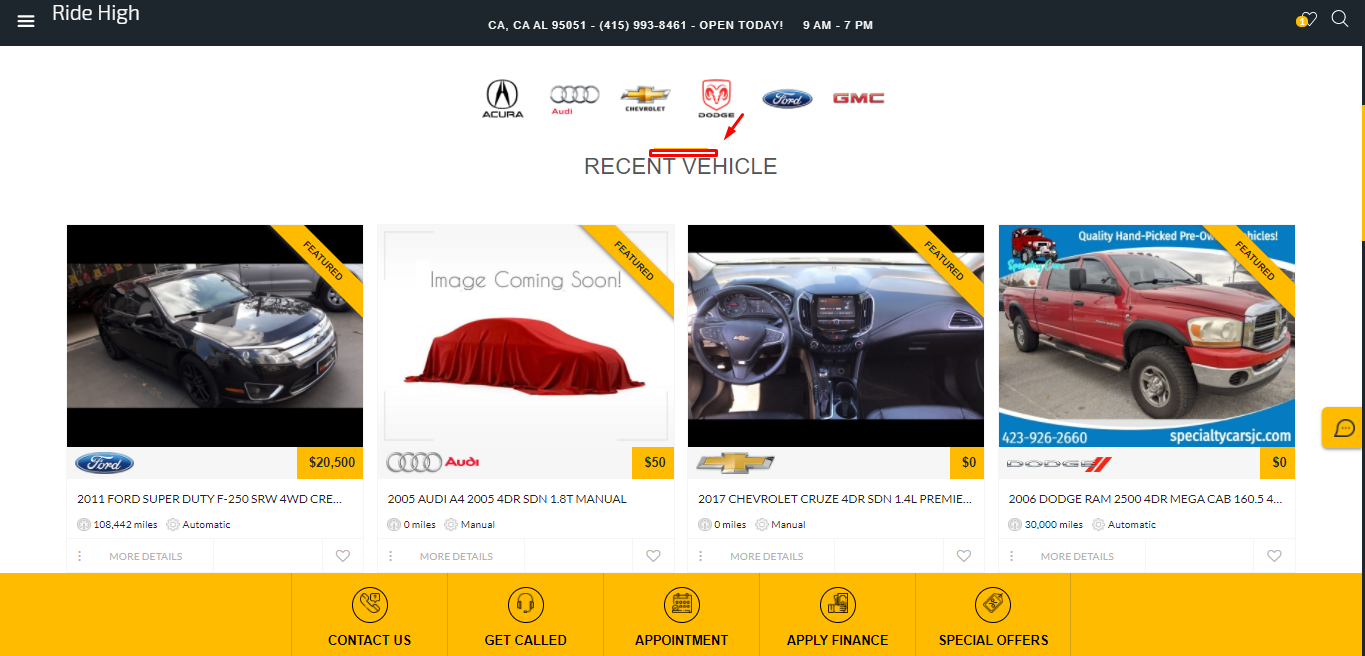 Ride High
CA, CA AL 95051 - (415) 993-8461 - OPEN TODAY!    9 AM - 7 PM
1
ACURA
Audi
CHEVROLET
DODGE
Ford
GMC
RECENT VEHICLE
FEATURED
Ford
$20,500
2011 FORD SUPER DUTY F-250 SRW 4WD CRE...
108,442 miles Automatic
MORE DETAILS
Image Coming Soon!
FEATURED
Audi
$50
2005 AUDI A4 2005 4DR SDN 1.8T MANUAL
0 miles Manual
MORE DETAILS
FEATURED
$0
2017 CHEVROLET CRUZE 4DR SDN 1.4L PREMIE...
0 miles Manual
MORE DETAILS
Quality Hand-Picked Pre-Ow hicles!
Specialty Cars
FEATURED
423-926-2660 specialtycarsjc.com
DODGE
$0
2006 DODGE RAM 2500 4DR MEGA CAB 160.5 4...
30,000 miles Automatic
MORE DETAILS
CONTACT US
GET CALLED
APPOINTMENT
APPLY FINANCE
SPECIAL OFFERS